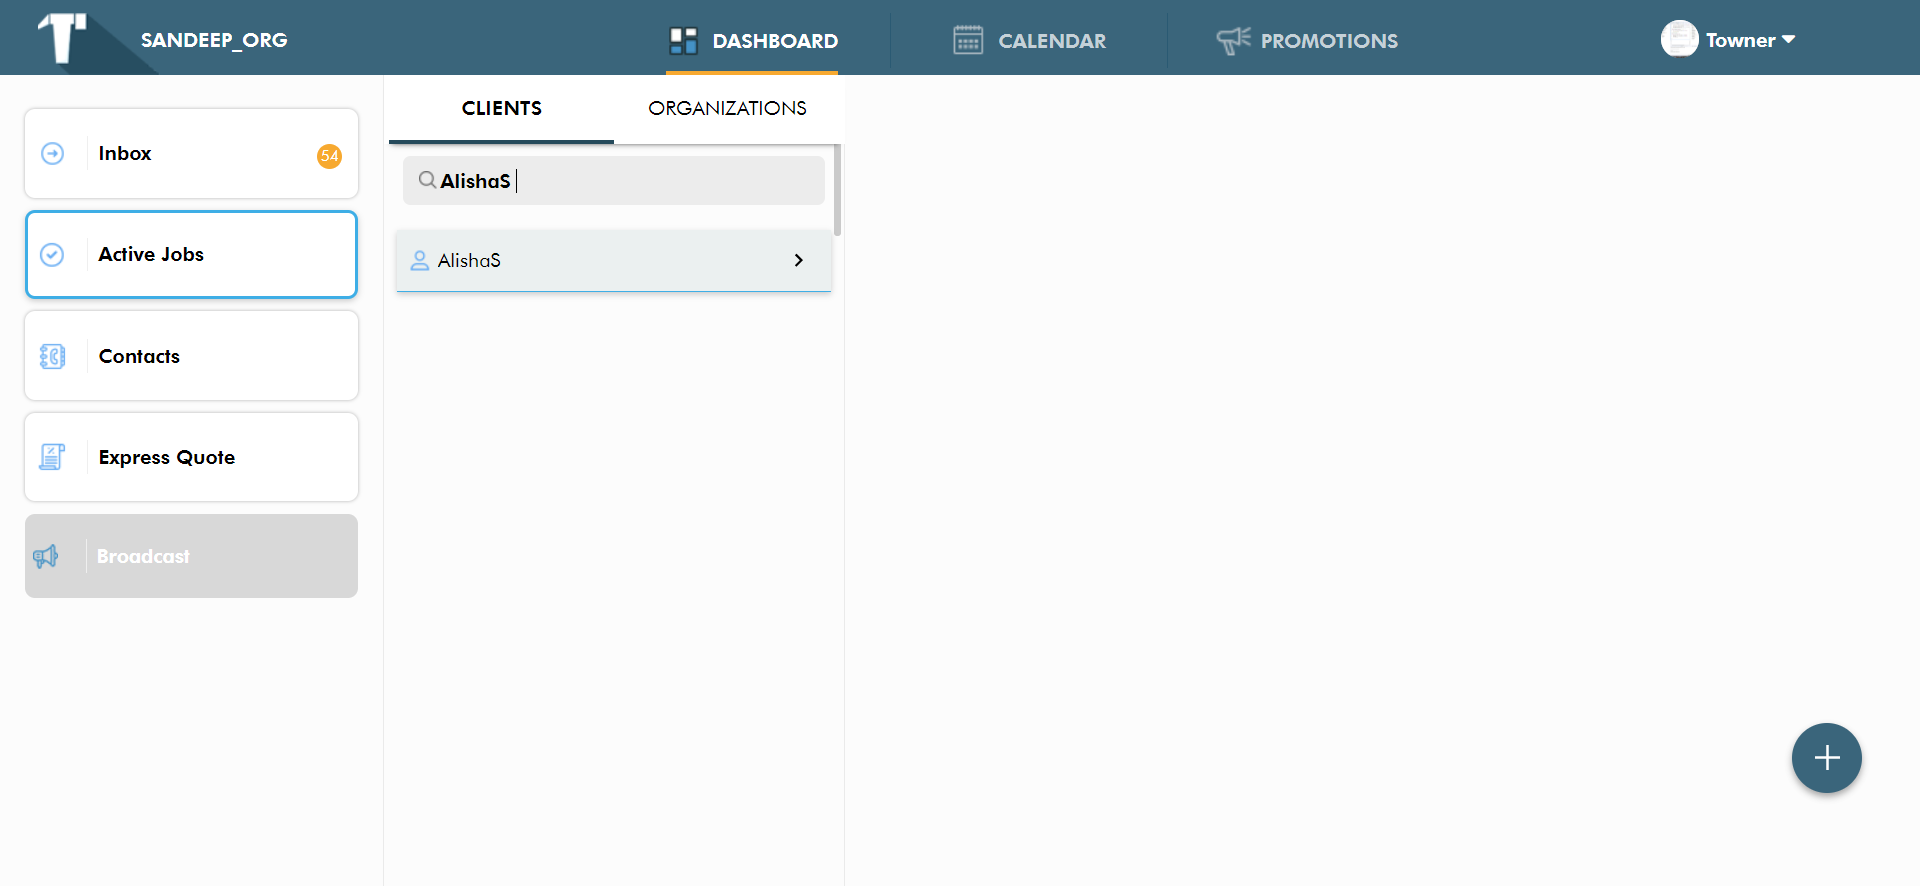 SANDEEP_ORG
DASHBOARD
CALENDAR
PROMOTIONS
Towner
Inbox
54
Active Jobs
Contacts
Express Quote
Broadcast
CLIENTS
ORGANIZATIONS
AlishaS
AlishaS